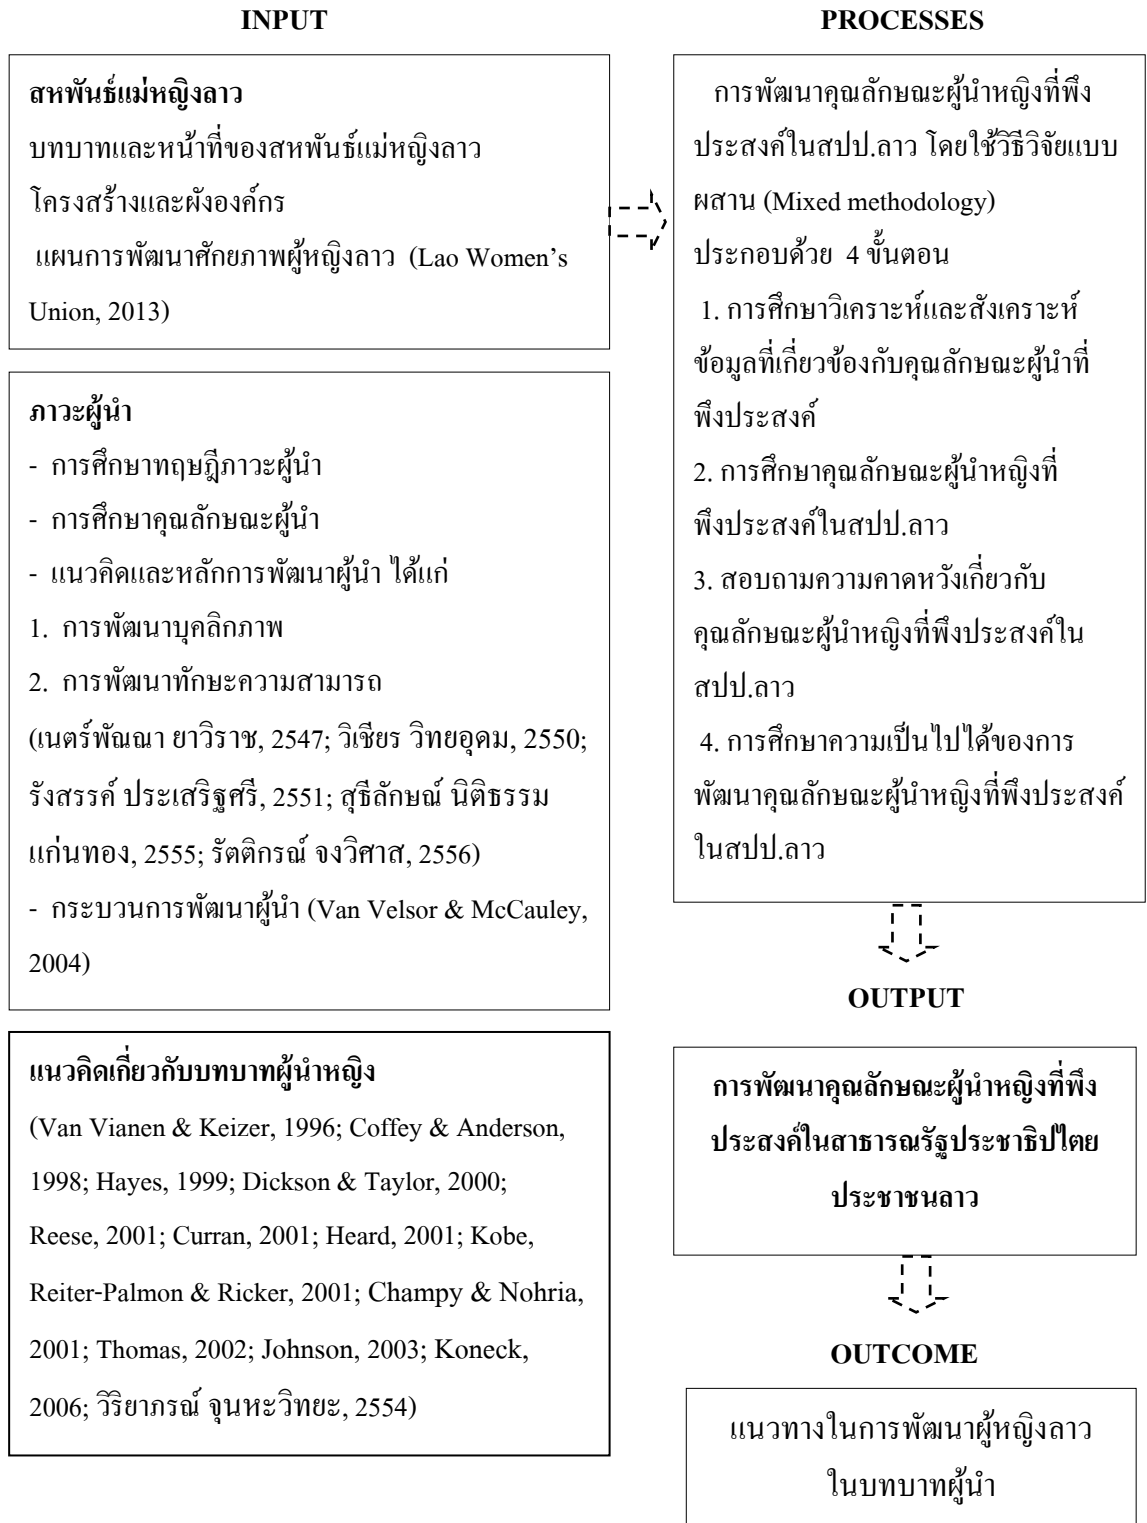 INPUT
สหพันธ์แม่หญิงลาว
บทบาทและหน้าที่ของสหพันธ์แม่หญิงลาว
โครงสร้างและผังองค์กร
แผนการพัฒนาศักยภาพผู้หญิงลาว (Lao Women's
Union, 2013)
ภาวะผู้นำ
- การศึกษาทฤษฎีภาวะผู้นำ
- การศึกษาคุณลักษณะผู้นำ
- แนวคิดและหลักการพัฒนาผู้นำ ได้แก่
1. การพัฒนาบุคลิกภาพ
2. การพัฒนาทักษะความสามารถ
(เนตร์พัณณา ยาวิราช, 2547; วิเชียร วิทยอุดม, 2550;
รังสรรค์ ประเสริฐศรี, 2551; สุธีลักษณ์ นิติธรรม
แก่นทอง, 2555; รัตติกรณ์ จงวิศาส, 2556)
- กระบวนการพัฒนาผู้นำ (Van Velsor & McCauley,
2004)
แนวคิดเกี่ยวกับบทบาทผู้นำหญิง
(Van Vianen & Keizer, 1996; Coffey & Anderson,
1998; Hayes, 1999; Dickson & Taylor, 2000;
Reese, 2001; Curran, 2001; Heard, 2001; Kobe,
Reiter-Palmon & Ricker, 2001; Champy & Nohria,
2001; Thomas, 2002; Johnson, 2003; Koneck,
2006; วิริยาภรณ์ จุนหะวิทยะ, 2554)
PROCESSES
การพัฒนาคุณลักษณะผู้นำหญิงที่พึง
ประสงค์ในสปป.ลาว โดยใช้วิธีวิจัยแบบ
ผสาน (Mixed methodology)
ประกอบด้วย 4 ขั้นตอน
1. การศึกษาวิเคราะห์และสังเคราะห์
ข้อมูลที่เกี่ยวข้องกับคุณลักษณะผู้นำที่
พึงประสงค์
2. การศึกษาคุณลักษณะผู้นำหญิงที่
พึงประสงค์ในสปป.ลาว
3. สอบถามความคาดหวังเกี่ยวกับ
คุณลักษณะผู้นำหญิงที่พึงประสงค์ใน
สปป.ลาว
4. การศึกษาความเป็นไปได้ของการ
พัฒนาคุณลักษณะผู้นำหญิงที่พึงประสงค์
ในสปป.ลาว
OUTPUT
การพัฒนาคุณลักษณะผู้นำหญิงที่พึง
ประสงค์ในสาธารณรัฐประชาธิปไตย
ประชาชนลาว
OUTCOME
แนวทางในการพัฒนาผู้หญิงลาว
ในบทบาทผู้นำ